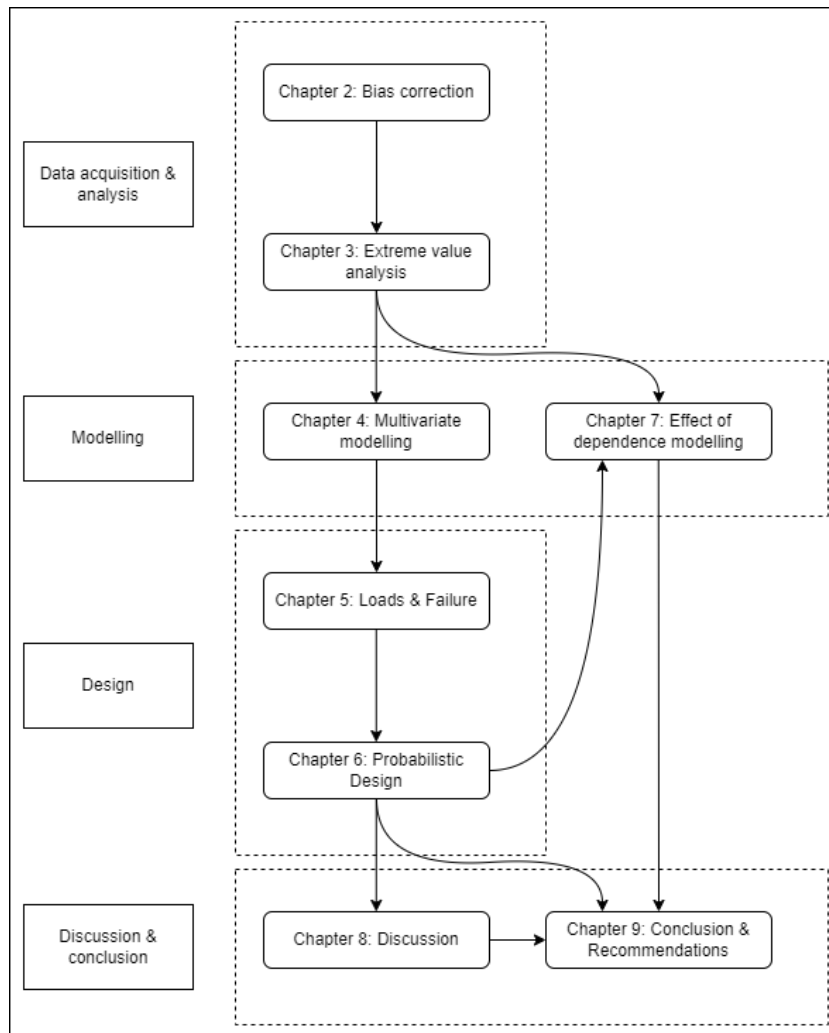 Chapter 2: Bias correction
Data acquisition &
analysis
Chapter 3: Extreme value
analysis
Modelling
Chapter 4: Multivariate
modelling
Chapter 7: Effect of
dependence modelling
Chapter 5: Loads & Failure
Design
Chapter 6: Probabilistic
Design
Discussion &
conclusion
Chapter 8: Discussion
Chapter 9: Conclusion &
Recommendations